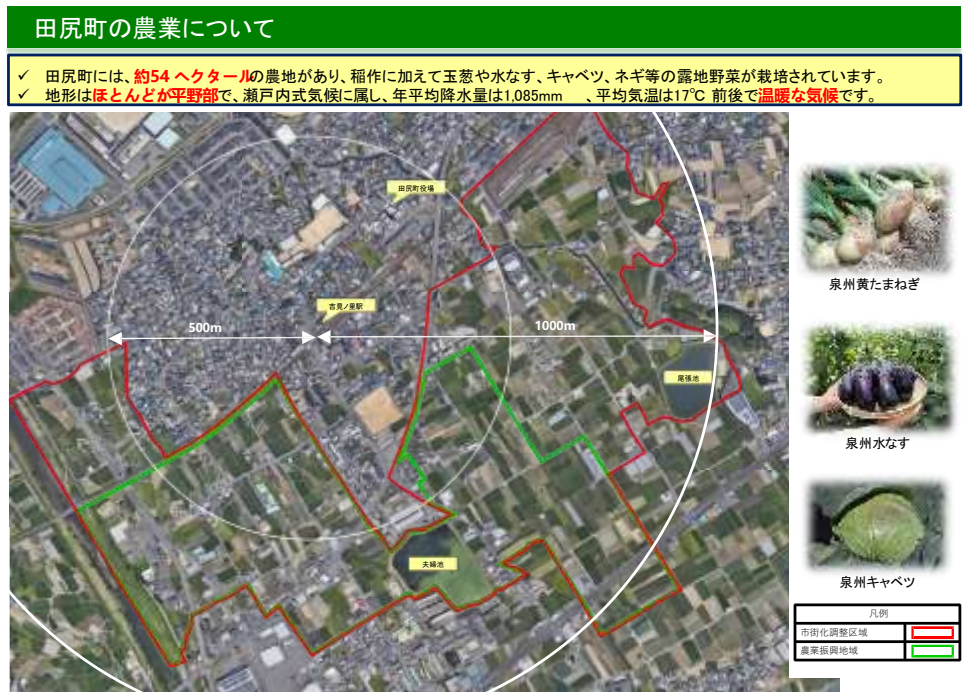 田尻町の農業について
✓ 田尻町には、約54 ヘクタールの農地があり、稲作に加えて玉葱や水なす、キャベツ、ネギ等の露地野菜が栽培されています。
✓ 地形はほとんどが平野部で、瀬戸内式気候に属し、年平均降水量は1,085mm 、平均気温は17℃ 前後で温暖な気候です。
田尻町役場
吉見ノ里駅
500m
1000m
尾張池
夫婦池
泉州黄たまねぎ
泉州水なす
泉州キャベツ
凡例
市街化調整区域
農業振興地域